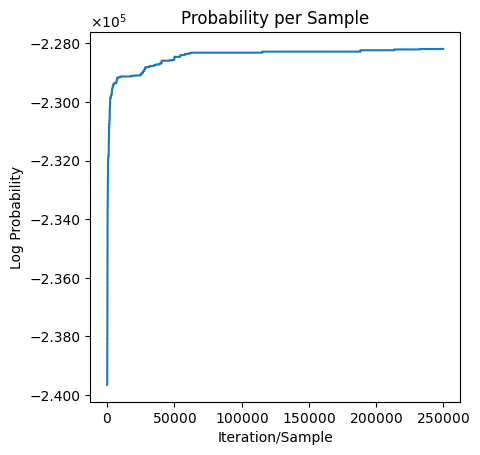 Probability per Sample
×10⁵
−2.280
−2.300
−2.320
−2.340
−2.360
−2.380
−2.400
Log Probability
0 50000 100000 150000 200000 250000
Iteration/Sample